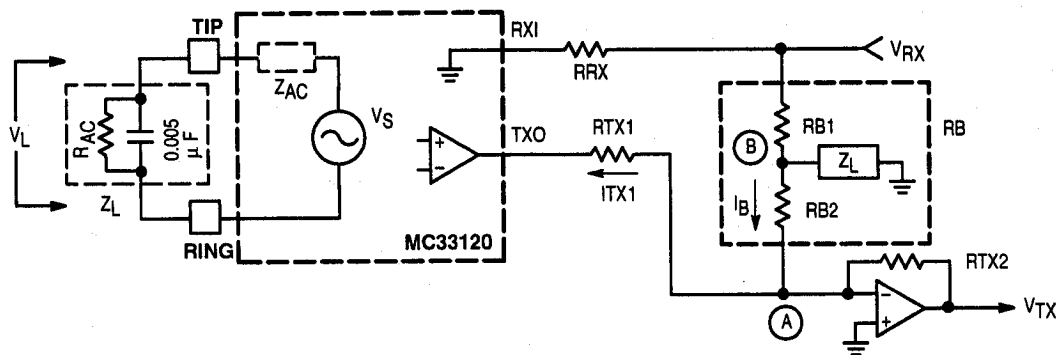 TIP
RXI
RRX
VRX
ZAC
VS
VL
RAC
0.005
μF
ZL
RING
TXO
RTX1
ITX1
MC33120
RB1
RB
B
ZL
IB
RB2
RTX2
A
VTX
+
−
−
+